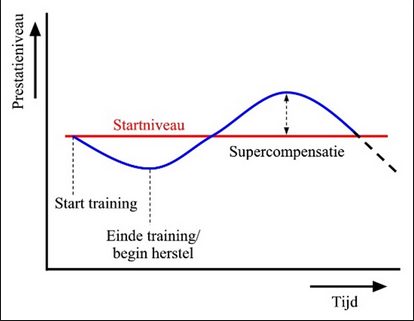 Prestatieniveau
Startniveau
Supercompensatie
Start training
Einde training/
begin herstel
Tijd